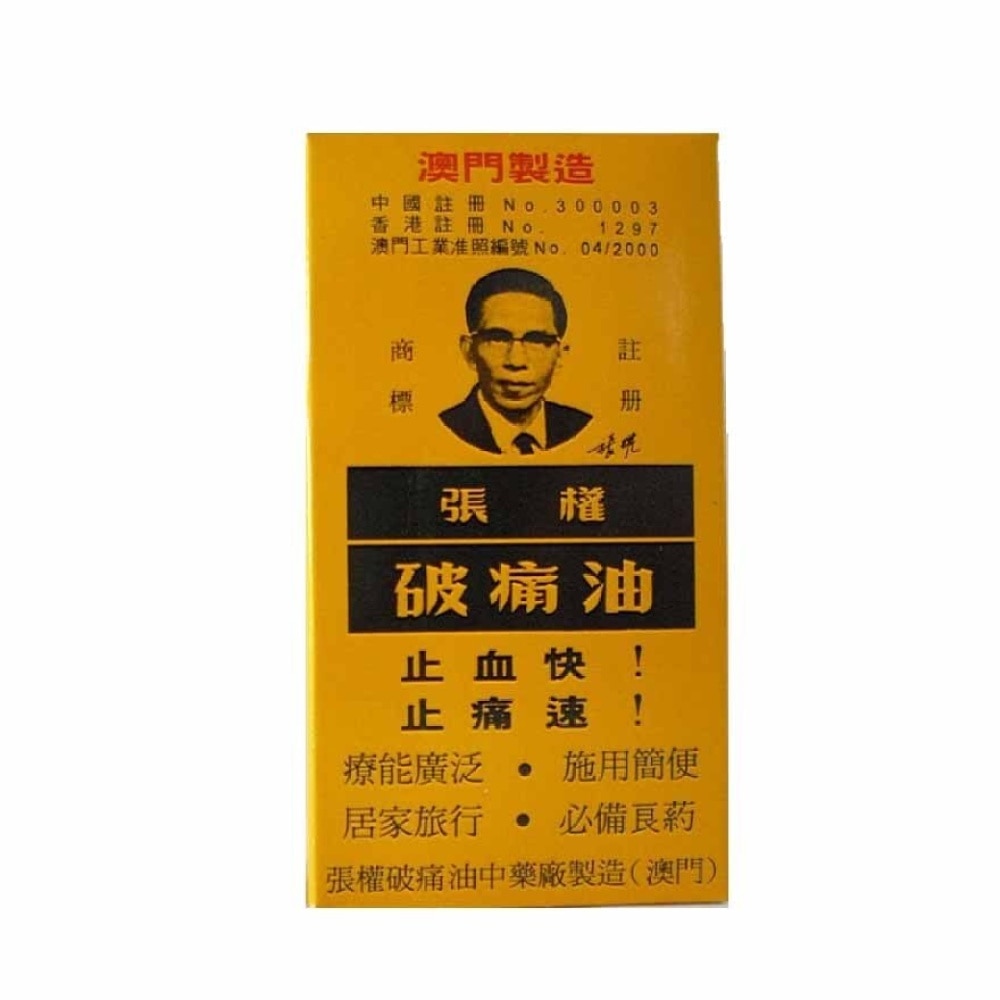 澳門製造
中國註冊 No. 300003
香港註冊 No. 1297
澳門工業准照編號 No. 04/2000
商標 註册
張權
破痛油
止血快！
止痛速！
療能廣泛・施用簡便
居家旅行・必備良葯
張權破痛油中藥廠製造（澳門）